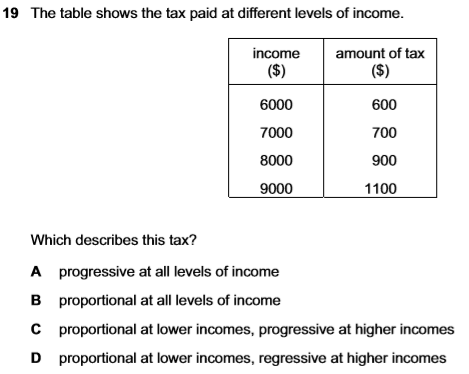 19 The table shows the tax paid at different levels of income.
income ($) amount of tax ($)
6000 600
7000 700
8000 900
9000 1100
Which describes this tax?
A progressive at all levels of income
B proportional at all levels of income
C proportional at lower incomes, progressive at higher incomes
D proportional at lower incomes, regressive at higher incomes